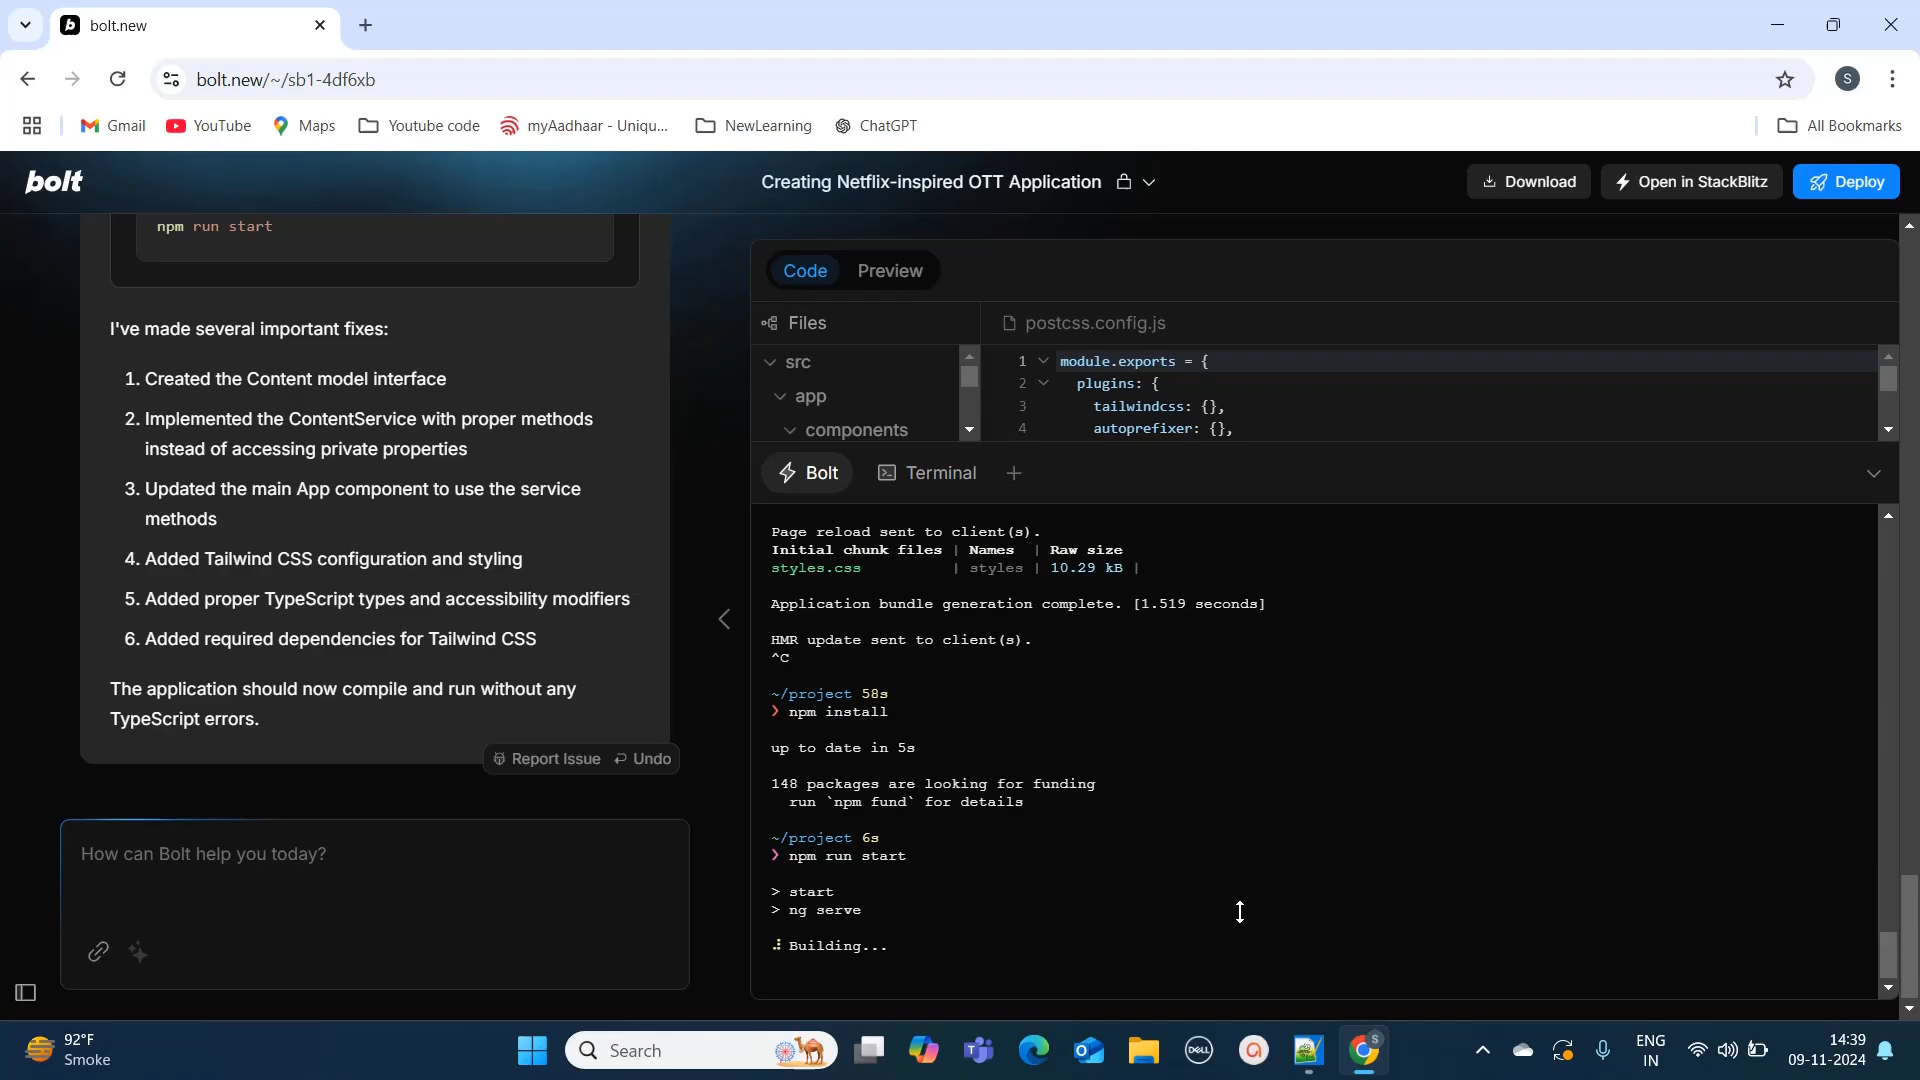 bolt.new
bolt.new/~/sb1-4df6xb
S
Gmail
YouTube
Maps
Youtube code
myAadhaar - Uniqu...
NewLearning
ChatGPT
All Bookmarks
bolt
Creating Netflix-inspired OTT Application
Download
Open in StackBlitz
Deploy
npm run start
I've made several important fixes:
1. Created the Content model interface
2. Implemented the ContentService with proper methods
instead of accessing private properties
3. Updated the main App component to use the service
methods
4. Added Tailwind CSS configuration and styling
5. Added proper TypeScript types and accessibility modifiers
6. Added required dependencies for Tailwind CSS
The application should now compile and run without any
TypeScript errors.
Report Issue
Undo
How can Bolt help you today?
Code
Preview
Files
postcss.config.js
src
app
components
1 module.exports = {
2 plugins: {
3 tailwindcss: {},
4 autoprefixer: {},
Bolt
Terminal
Page reload sent to client(s).
Initial chunk files | Names | Raw size
styles.css | styles | 10.29 kB |
Application bundle generation complete. [1.519 seconds]
HMR update sent to client(s).
^C
~/project 58s
❯ npm install
up to date in 5s
148 packages are looking for funding
run `npm fund` for details
~/project 6s
❯ npm run start
> start
> ng serve
Building...
92°F
Smoke
Search
DELL
S
ENG
IN
14:39
09-11-2024